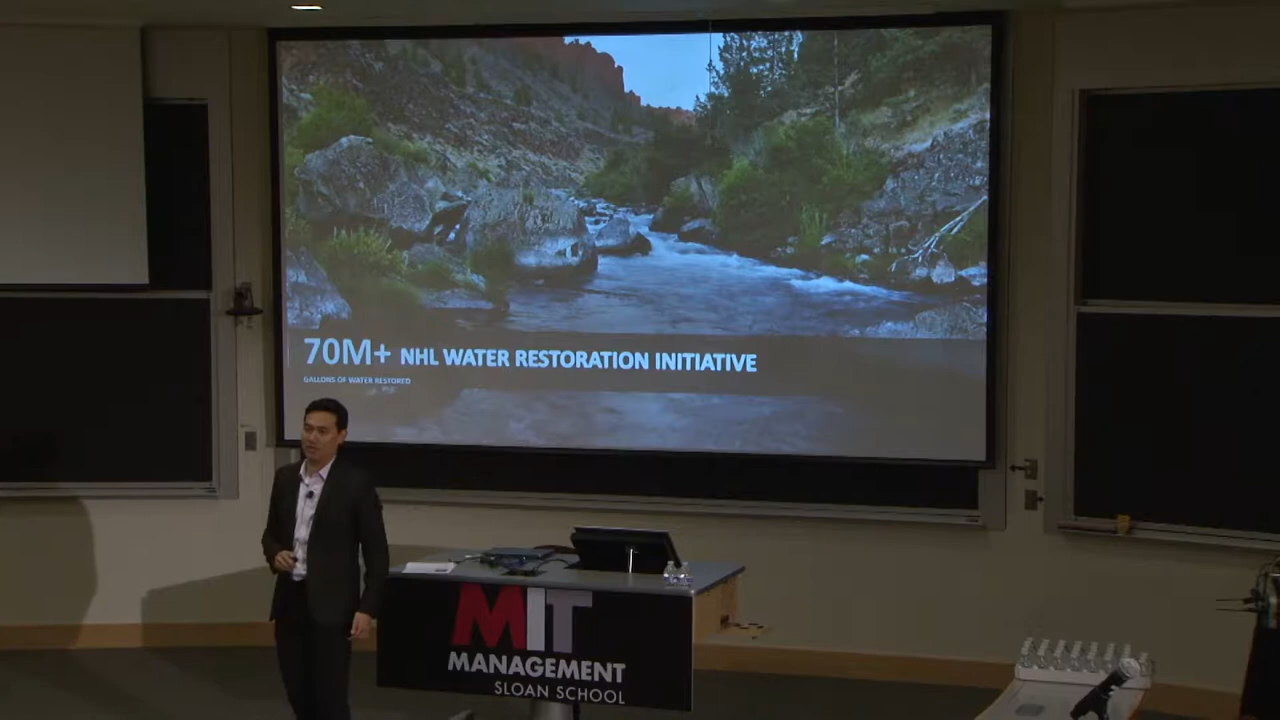 70M+ NHL WATER RESTORATION INITIATIVE
GALLONS OF WATER RESTORED
MIT
MANAGEMENT
SLOAN SCHOOL